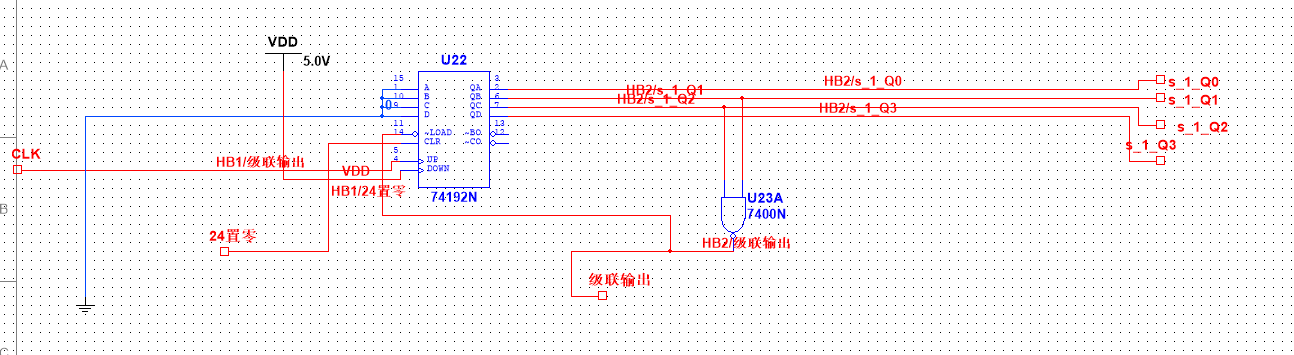 VDD
5.0V
U22
15
1
10
9
11
14
5
4
A
B
C
D
~LOAD
CLR
UP
DOWN
QA
QB
QC
QD
~BO
~CO
3
2
6
7
13
12
74192N
0
HB2/s_1_Q0
HB2/s_1_Q1
HB2/s_1_Q2
HB2/s_1_Q3
s_1_Q0
s_1_Q1
s_1_Q2
s_1_Q3
CLK
HB1/级联输出
VDD
HB1/24置零
24置零
U23A
7400N
HB2/级联输出
级联输出
A
B
C